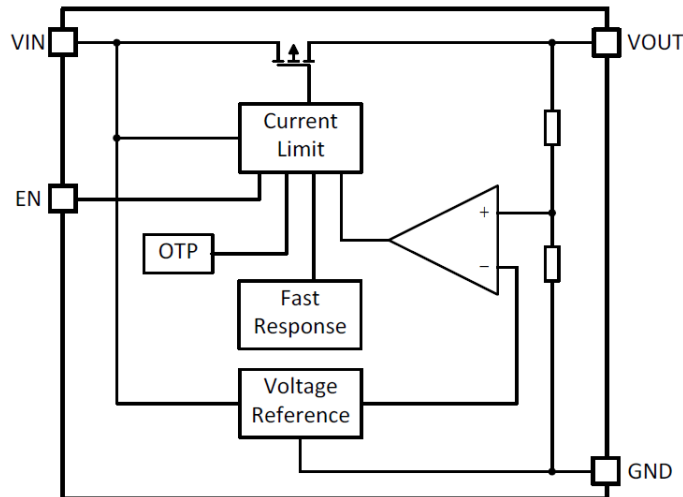 VIN
VOUT
Current
Limit
EN
+
OTP
−
Fast
Response
Voltage
Reference
GND